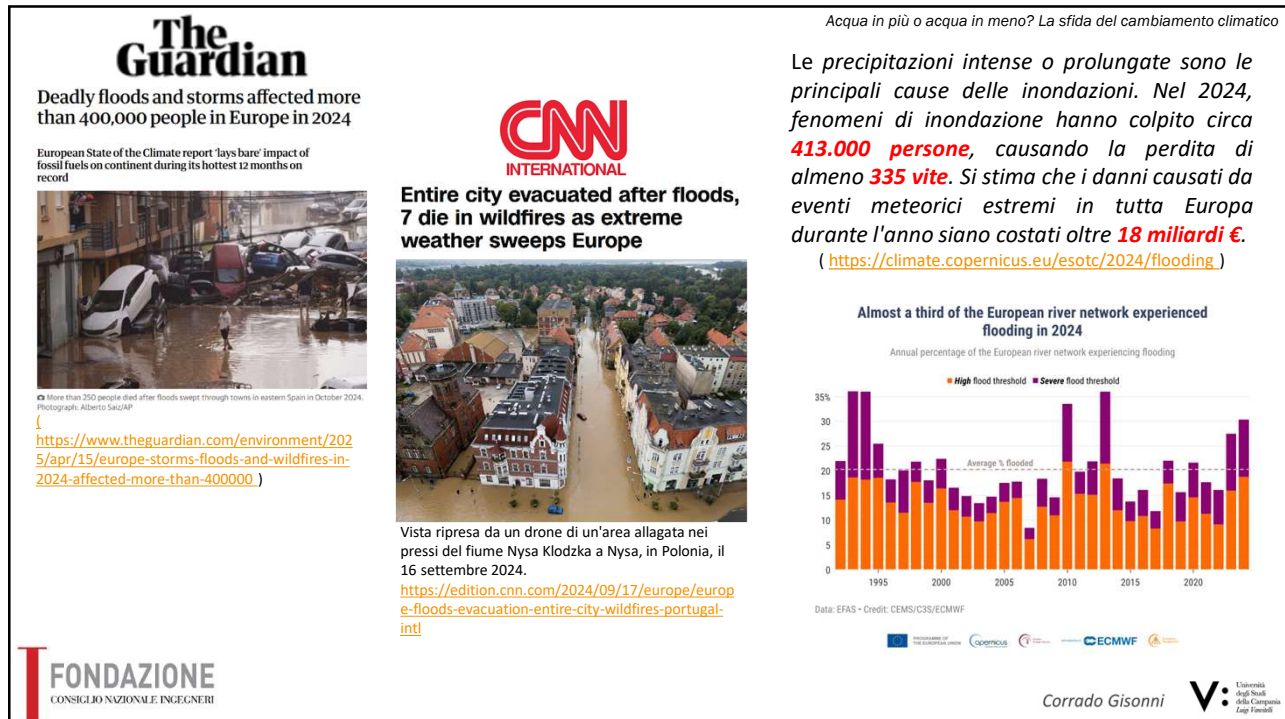 Acqua in più o acqua in meno? La sfida del cambiamento climatico
The
Guardian
Deadly floods and storms affected more
than 400,000 people in Europe in 2024
European State of the Climate report 'lays bare' impact of
fossil fuels on continent during its hottest 12 months on
record
More than 250 people died after floods swept through towns in eastern Spain in October 2024.
Photograph: Alberto Saiz/AP
(
https://www.theguardian.com/environment/202
5/apr/15/europe-storms-floods-and-wildfires-in-
2024-affected-more-than-400000 )
CNN
INTERNATIONAL
Entire city evacuated after floods,
7 die in wildfires as extreme
weather sweeps Europe
Vista ripresa da un drone di un'area allagata nei
pressi del fiume Nysa Klodzka a Nysa, in Polonia, il
16 settembre 2024.
https://edition.cnn.com/2024/09/17/europe/europ
e-floods-evacuation-entire-city-wildfires-portugal-
intl
Le precipitazioni intense o prolungate sono le
principali cause delle inondazioni. Nel 2024,
fenomeni di inondazione hanno colpito circa
413.000 persone, causando la perdita di
almeno 335 vite. Si stima che i danni causati da
eventi meteorici estremi in tutta Europa
durante l'anno siano costati oltre 18 miliardi €.
( https://climate.copernicus.eu/esotc/2024/flooding )
Almost a third of the European river network experienced
flooding in 2024
Annual percentage of the European river network experiencing flooding
High flood threshold Severe flood threshold
35%
30
25
20
15
10
5
0
Average % flooded
1995 2000 2005 2010 2015 2020
Data: EFAS • Credit: CEMS/C3S/ECMWF
PROGRAMME OF
THE EUROPEAN UNION
Copernicus
ECMWF
FONDAZIONE
CONSIGLIO NAZIONALE INGEGNERI
Corrado Gisonni
V:
Università
degli Studi
della Campania
Luigi Vanvitelli